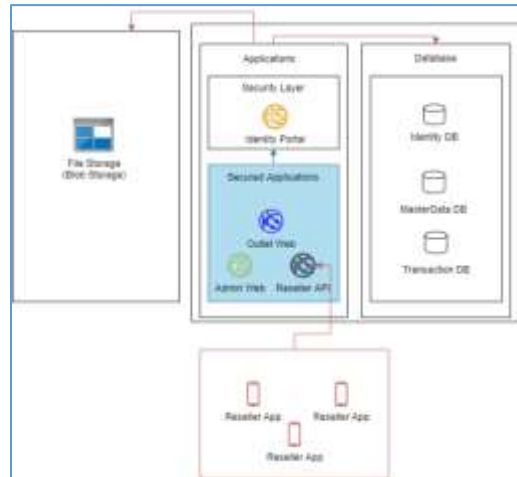 Applications
Database
Security Layer
Identity Portal
Identity DB
File Storage
(Blob Storage)
Secured Applications
MasterData DB
Outlet Web
Transaction DB
Admin Web
Reseller API
Reseller App
Reseller App
Reseller App